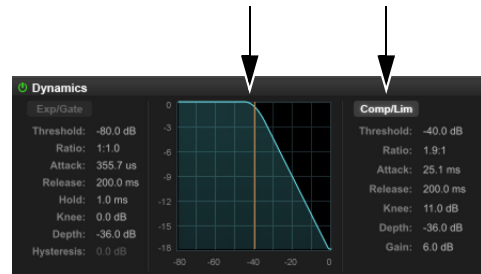 Dynamics
Exp/Gate
Threshold: -80.0 dB
Ratio: 1:1.0
Attack: 355.7 us
Release: 200.0 ms
Hold: 1.0 ms
Knee: 0.0 dB
Depth: -36.0 dB
Hysteresis: 0.0 dB
0
-3
-6
-9
-12
-15
-18
-80 -60 -40 -20 0
Comp/Lim
Threshold: -40.0 dB
Ratio: 1.9:1
Attack: 25.1 ms
Release: 200.0 ms
Knee: 11.0 dB
Depth: -36.0 dB
Gain: 6.0 dB